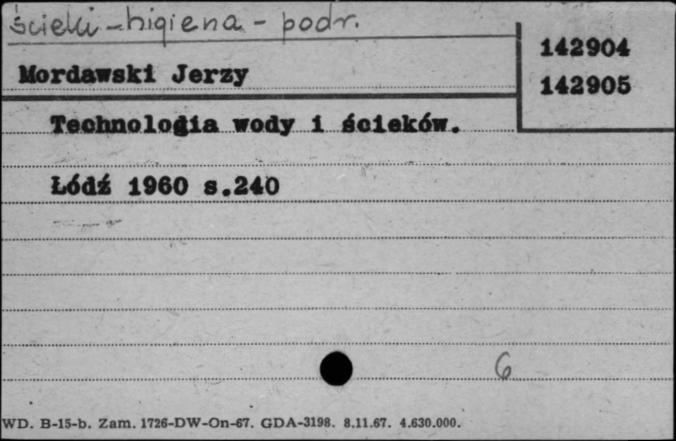 ścieki - higiena - podr.
142904
Mordawski Jerzy
142905
Technologia wody i ścieków.
Łódź 1960 s.240
6
WD. B-15-b. Zam. 1726-DW-On-67. GDA-3198. 8.11.67. 4.630.000.